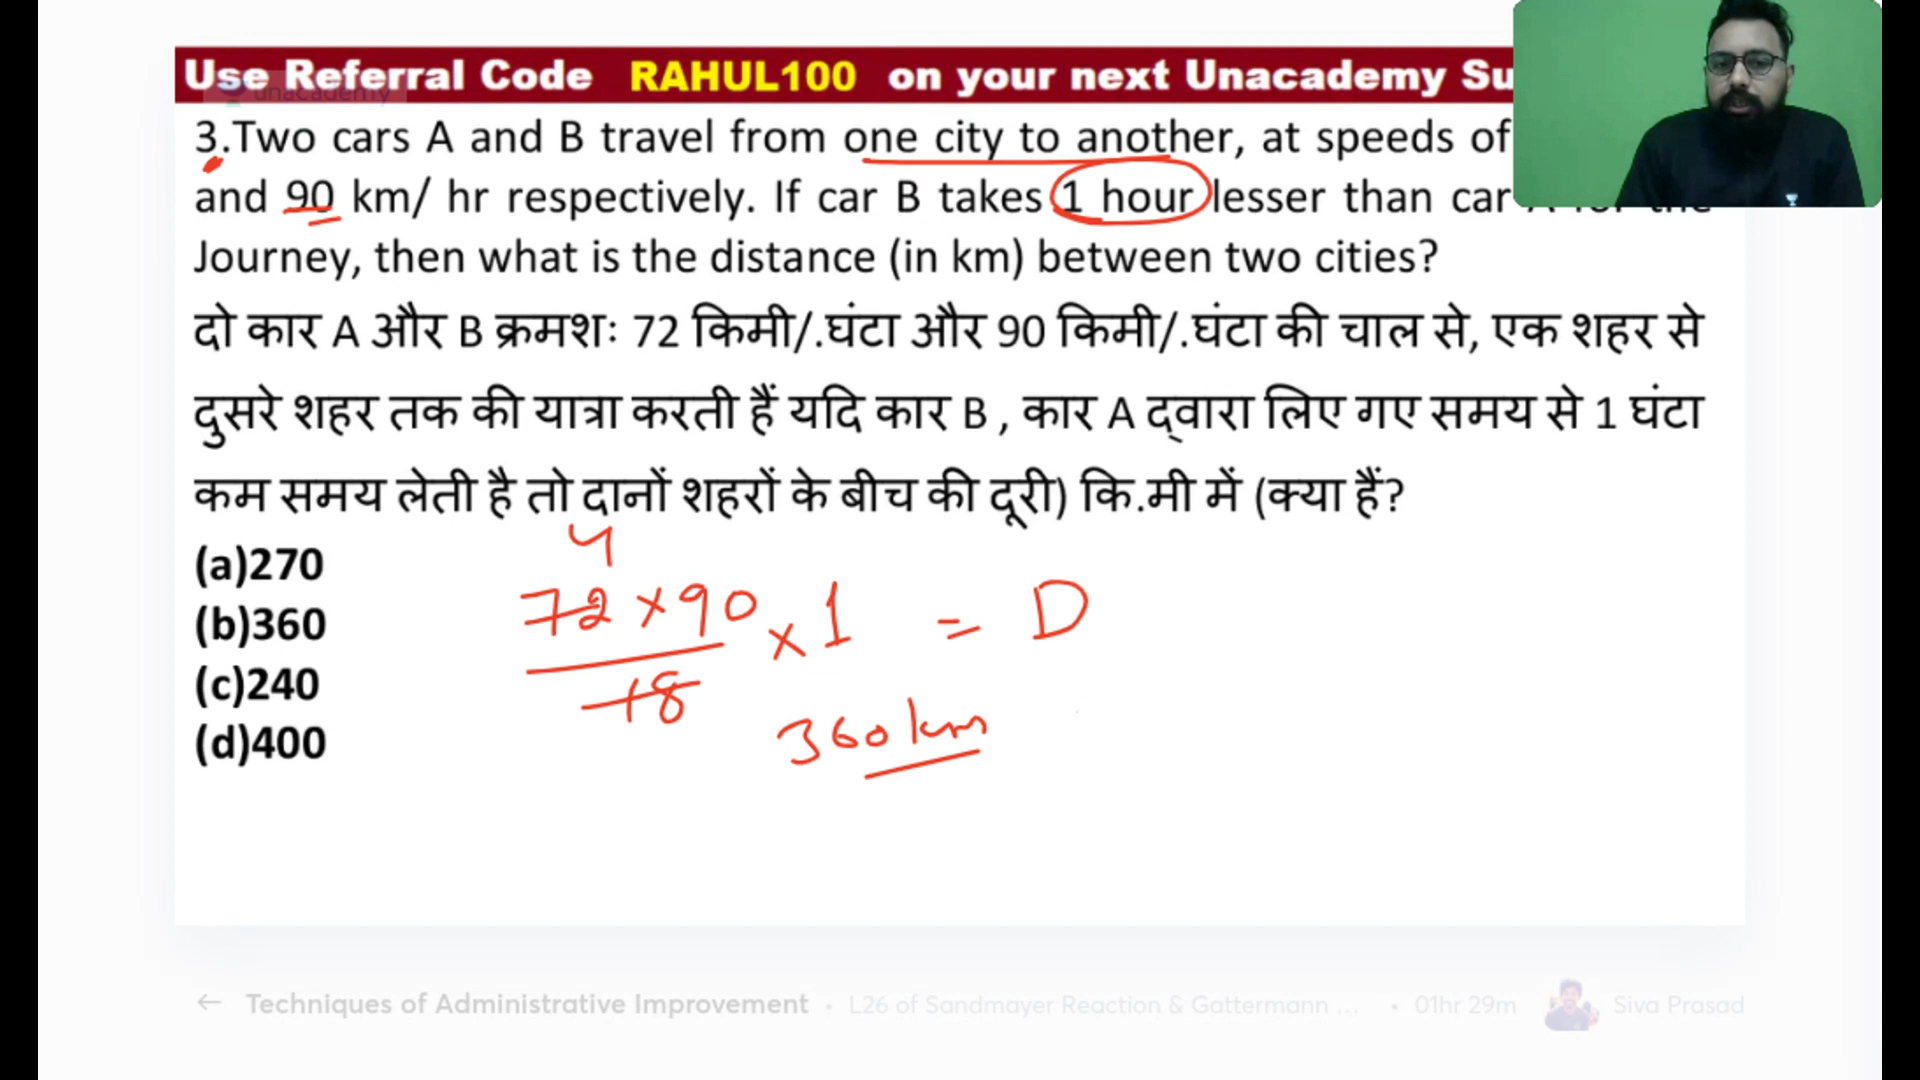 Use Referral Code RAHUL100 on your next Unacademy Su
unacademy
3.Two cars A and B travel from one city to another, at speeds of
and 90 km/ hr respectively. If car B takes 1 hour lesser than car A for the
Journey, then what is the distance (in km) between two cities?
दो कार A और B क्रमशः 72 किमी/.घंटा और 90 किमी/.घंटा की चाल से, एक शहर से
दुसरे शहर तक की यात्रा करती हैं यदि कार B , कार A द्वारा लिए गए समय से 1 घंटा
कम समय लेती है तो दानों शहरों के बीच की दूरी) कि.मी में (क्या हैं?
(a)270
(b)360
(c)240
(d)400
4
72 × 90 × 1 = D
18
360 km
← Techniques of Administrative Improvement • L26 of Sandmayer Reaction & Gattermann ... • 01hr 29m Siva Prasad